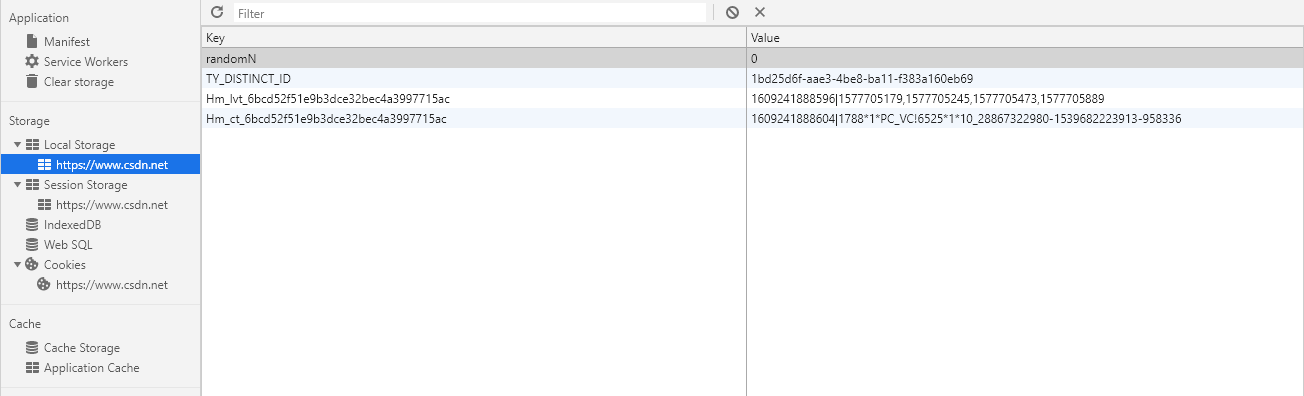 Application
Manifest
Service Workers
Clear storage
Storage
Local Storage
https://www.csdn.net
Session Storage
https://www.csdn.net
IndexedDB
Web SQL
Cookies
https://www.csdn.net
Cache
Cache Storage
Application Cache
Filter
Key Value
randomN 0
TY_DISTINCT_ID 1bd25d6f-aae3-4be8-ba11-f383a160eb69
Hm_lvt_6bcd52f51e9b3dce32bec4a3997715ac 1609241888596|1577705179,1577705245,1577705473,1577705889
Hm_ct_6bcd52f51e9b3dce32bec4a3997715ac 1609241888604|1788*1*PC_VC!6525*1*10_28867322980-1539682223913-958336